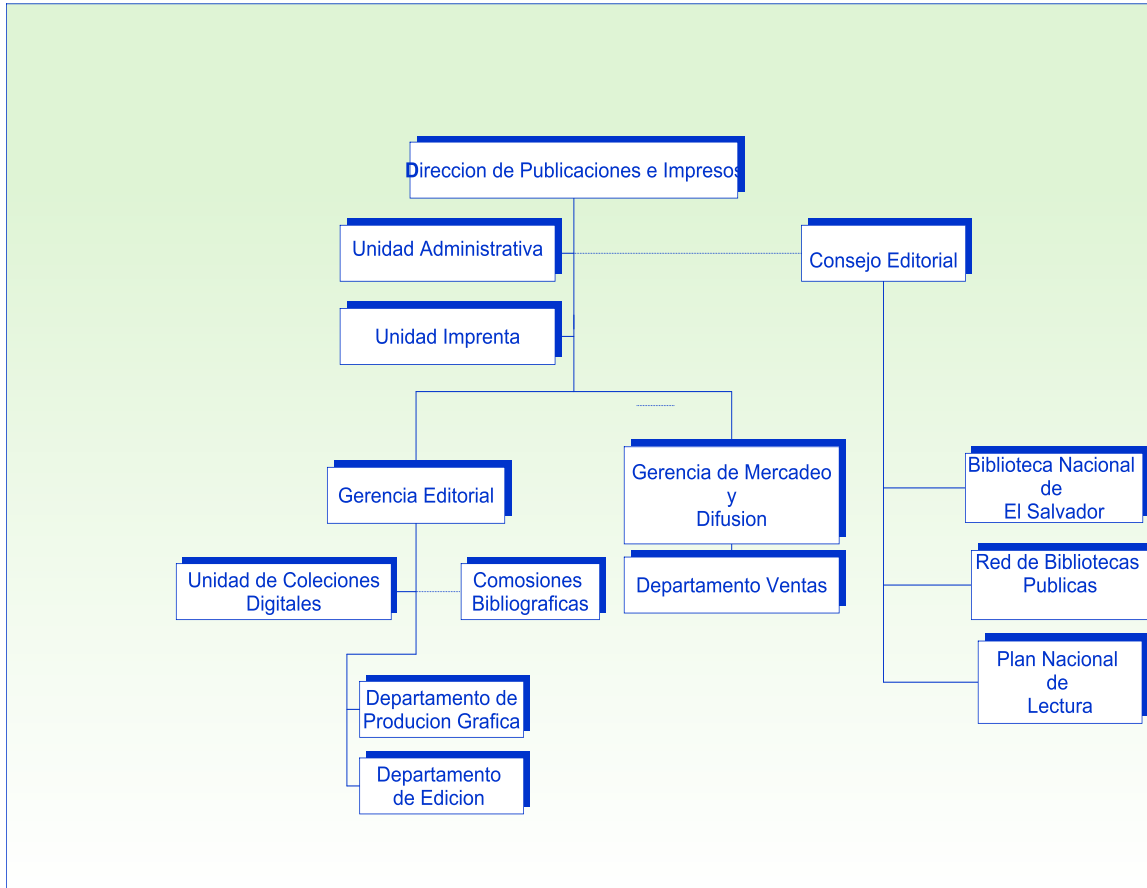 Direccion de Publicaciones e Impresos
Unidad Administrativa
Consejo Editorial
Unidad Imprenta
Gerencia Editorial
Gerencia de Mercadeo
y
Difusion
Biblioteca Nacional
de
El Salvador
Unidad de Coleciones
Digitales
Comosiones
Bibliograficas
Departamento Ventas
Red de Bibliotecas
Publicas
Plan Nacional
de
Lectura
Departamento de
Producion Grafica
Departamento
de Edicion